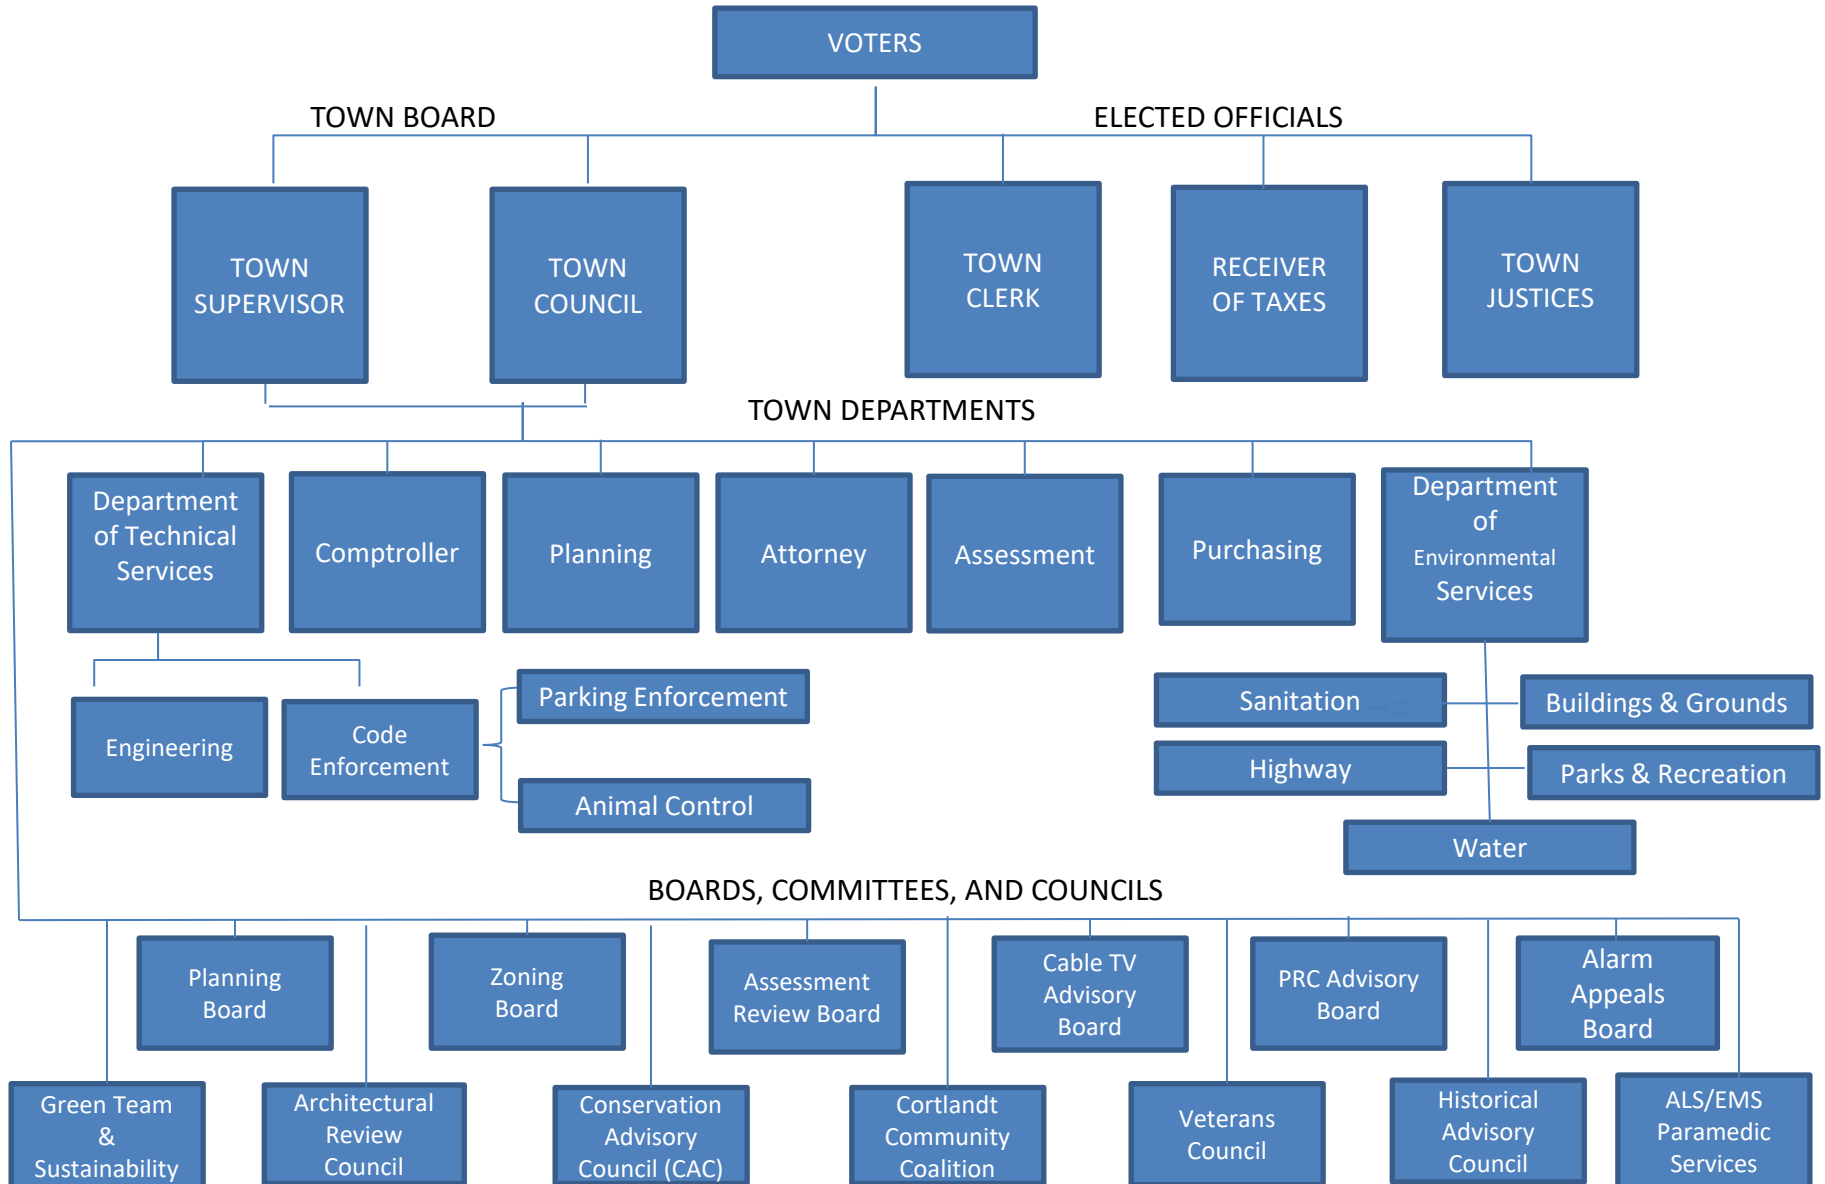 VOTERS
TOWN BOARD
ELECTED OFFICIALS
TOWN
SUPERVISOR
TOWN
COUNCIL
TOWN
CLERK
RECEIVER
OF TAXES
TOWN
JUSTICES
TOWN DEPARTMENTS
Department
of Technical
Services
Comptroller
Planning
Attorney
Assessment
Purchasing
Department
of
Environmental
Services
Engineering
Code
Enforcement
Parking Enforcement
Animal Control
Sanitation
Buildings & Grounds
Highway
Parks & Recreation
Water
BOARDS, COMMITTEES, AND COUNCILS
Planning
Board
Zoning
Board
Assessment
Review Board
Cable TV
Advisory
Board
PRC Advisory
Board
Alarm
Appeals
Board
Green Team
&
Sustainability
Architectural
Review
Council
Conservation
Advisory
Council (CAC)
Cortlandt
Community
Coalition
Veterans
Council
Historical
Advisory
Council
ALS/EMS
Paramedic
Services